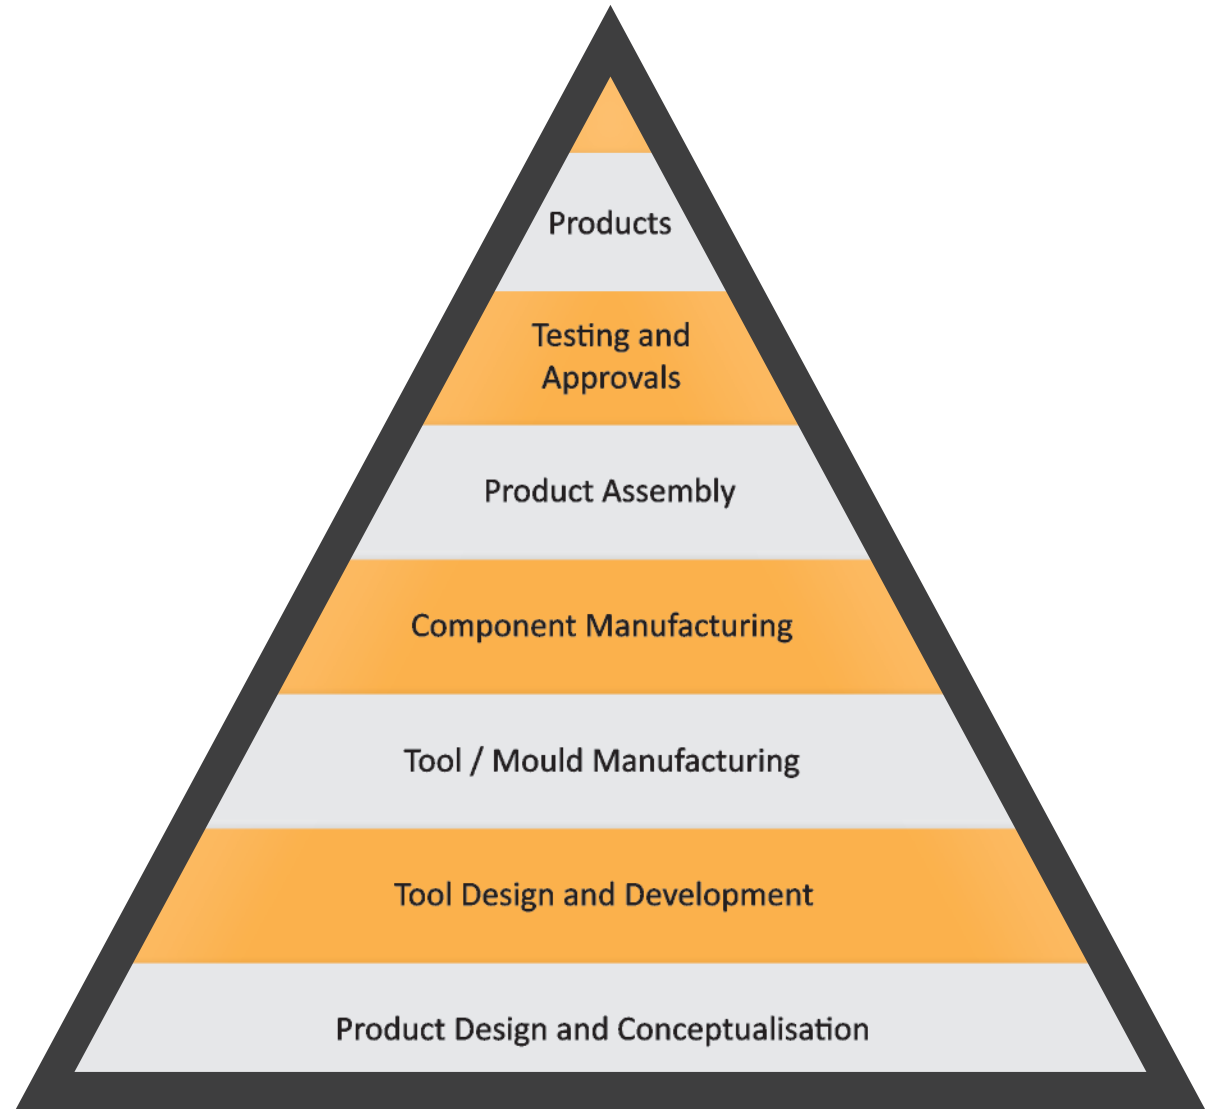 Products
Testing and
Approvals
Product Assembly
Component Manufacturing
Tool / Mould Manufacturing
Tool Design and Development
Product Design and Conceptualisation